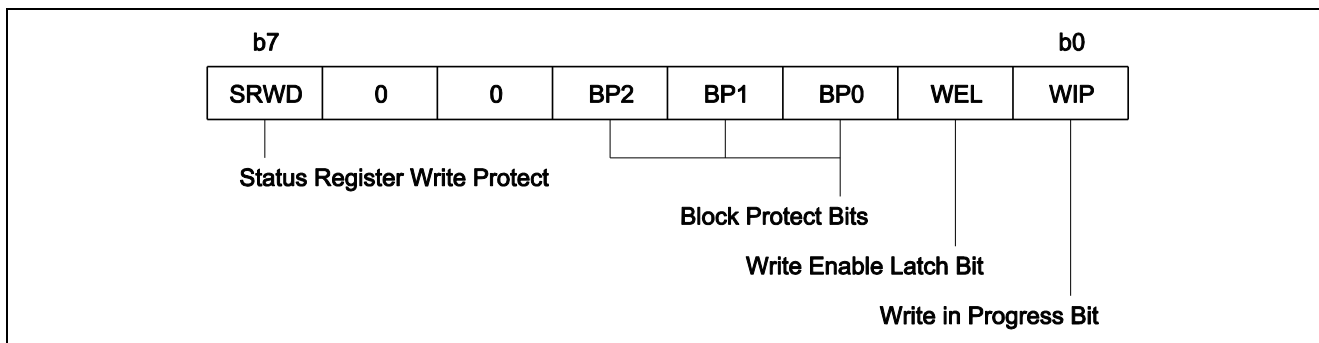 b7 b0
SRWD 0 0 BP2 BP1 BP0 WEL WIP
Status Register Write Protect
Block Protect Bits
Write Enable Latch Bit
Write in Progress Bit